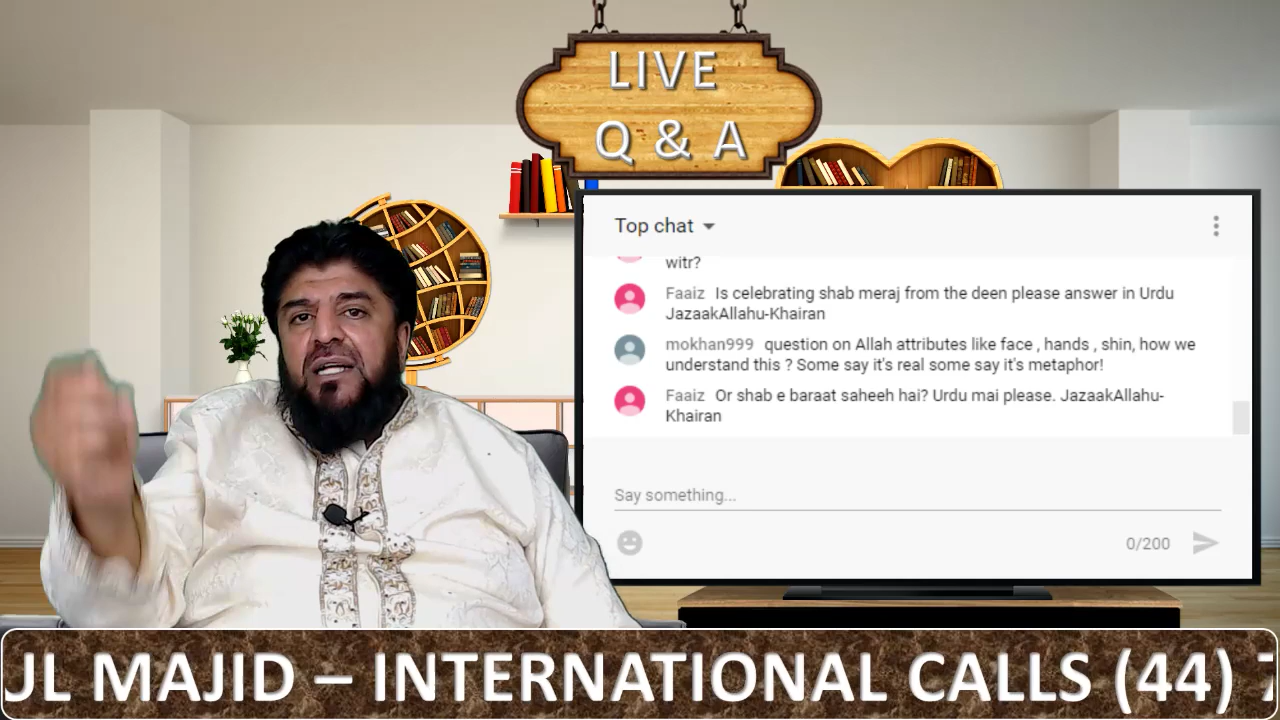 LIVE
Q & A
Top chat
witr?
Faaiz Is celebrating shab meraj from the deen please answer in Urdu
JazaakAllahu-Khairan
mokhan999 question on Allah attributes like face , hands , shin, how we
understand this ? Some say it's real some say it's metaphor!
Faaiz Or shab e baraat saheeh hai? Urdu mai please. JazaakAllahu-
Khairan
Say something...
0/200
UL MAJID – INTERNATIONAL CALLS (44) 7